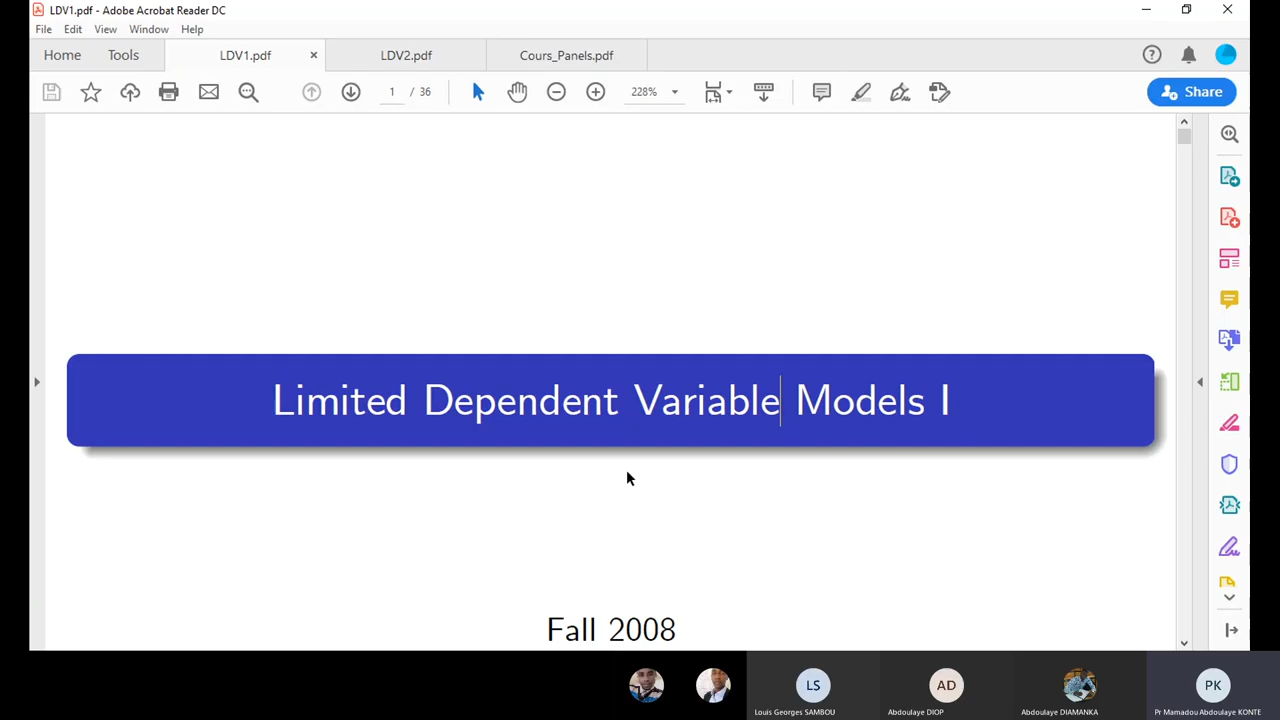 LDV1.pdf - Adobe Acrobat Reader DC
File Edit View Window Help
Home Tools LDV1.pdf × LDV2.pdf Cours_Panels.pdf
1 / 36 228% Share
Limited Dependent Variable Models I
Fall 2008
LS AD PK
Louis Georges SAMBOU Abdoulaye DIOP Abdoulaye DIAMANKA Pr Mamadou Abdoulaye KONTE